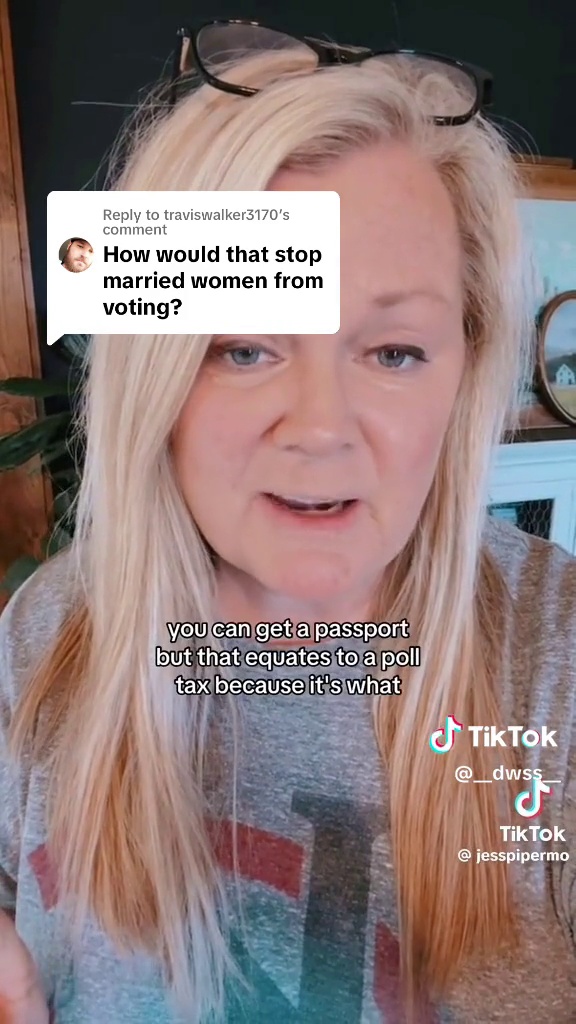 Reply to traviswalker3170's
comment
How would that stop
married women from
voting?
you can get a passport
but that equates to a poll
tax because it's what
TikTok
@__dwss__
TikTok
@ jesspipermo